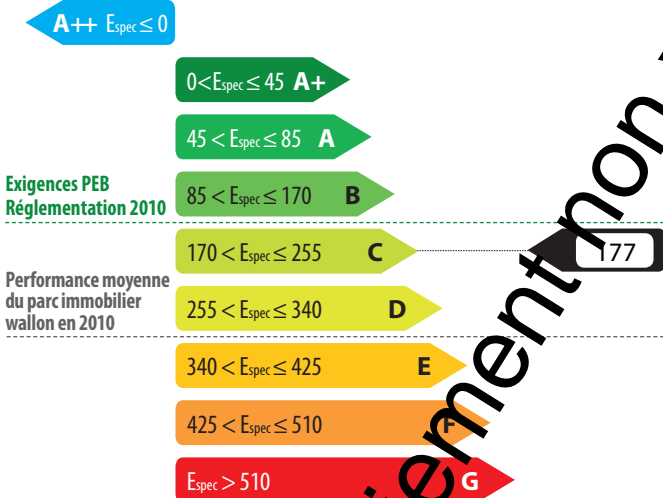 A++ Espec ≤ 0
0<Espec ≤ 45 A+
45 < Espec ≤ 85 A
Exigences PEB
Réglementation 2010
85 < Espec ≤ 170 B
170 < Espec ≤ 255 C
177
Performance moyenne
du parc immobilier
wallon en 2010
255 < Espec ≤ 340 D
340 < Espec ≤ 425 E
425 < Espec ≤ 510 F
Espec > 510 G
non